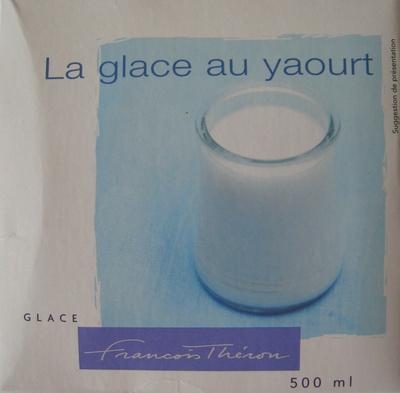 La glace au yaourt
Suggestion de présentation
GLACE
François Théron
500 ml